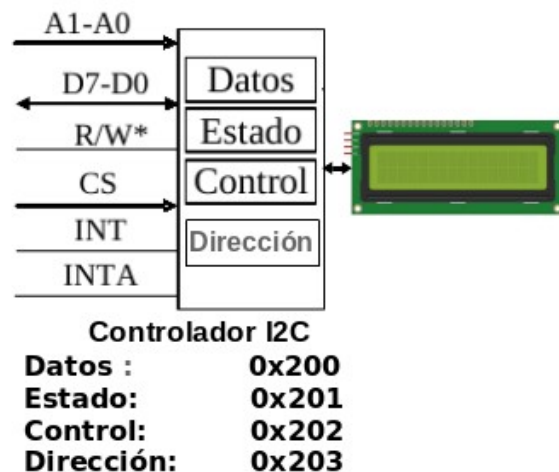 A1-A0
D7-D0
R/W*
CS
INT
INTA
Datos
Estado
Control
Dirección
Controlador I2C
Datos : 0x200
Estado: 0x201
Control: 0x202
Dirección: 0x203